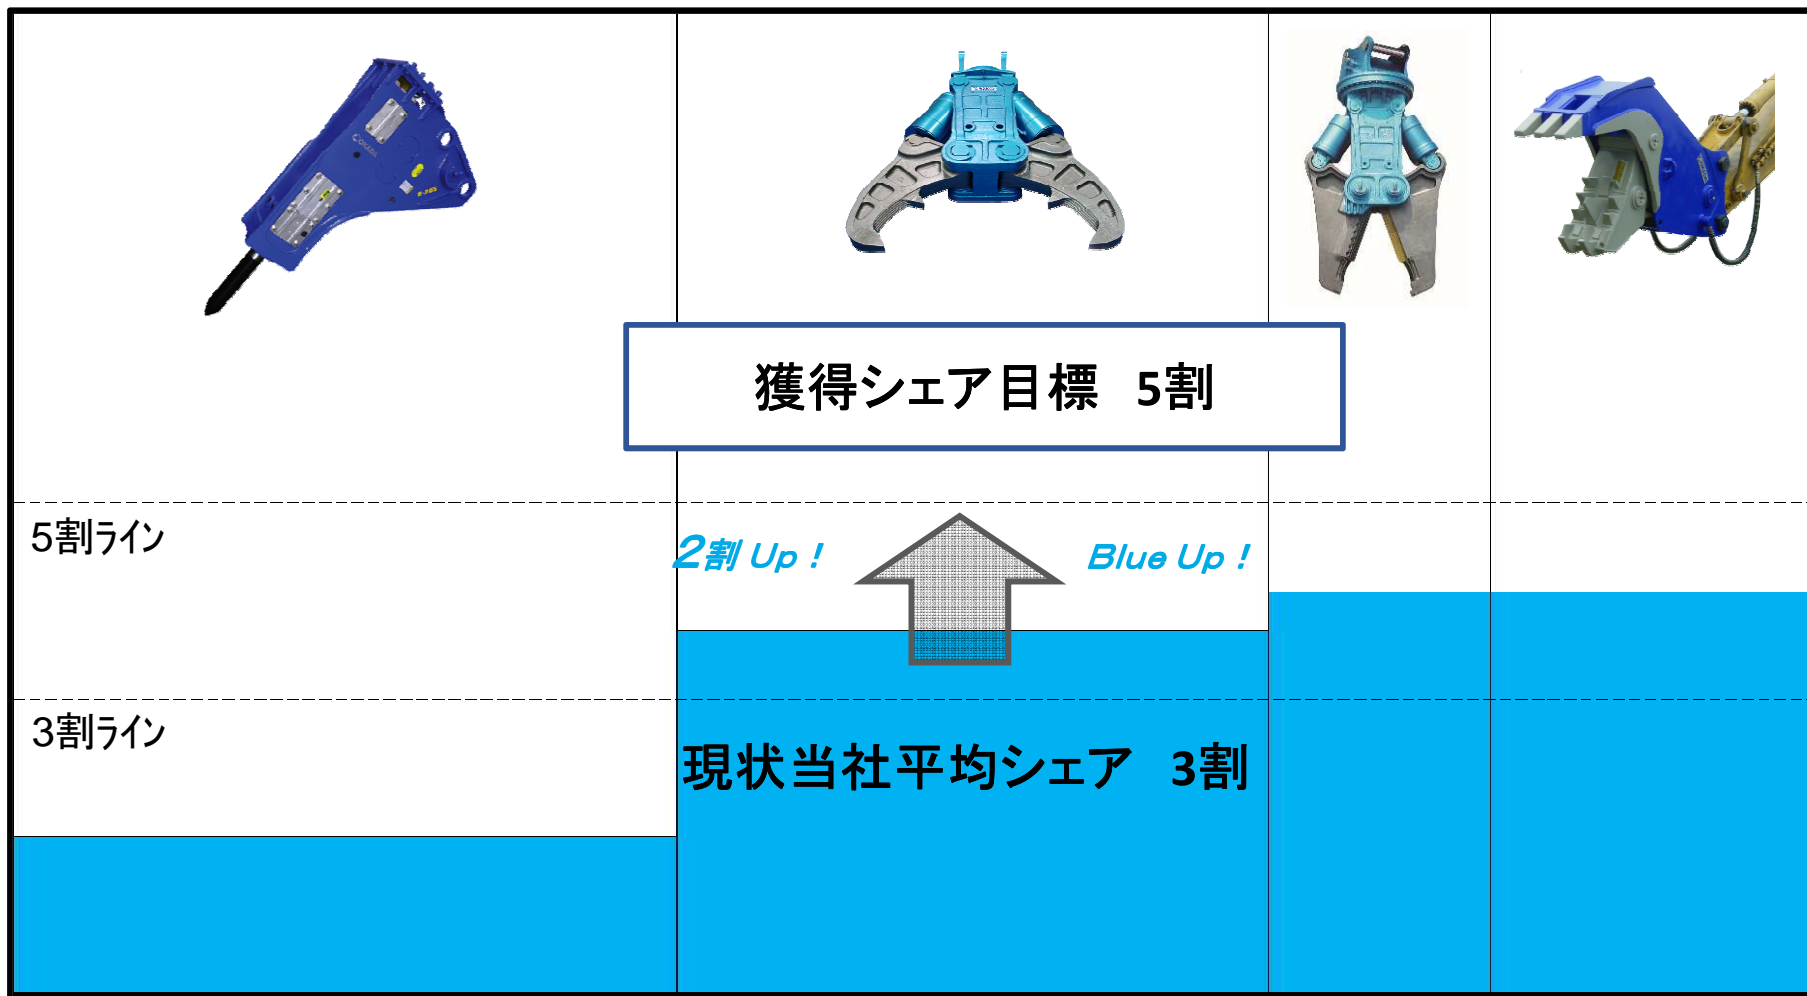 OKADA
獲得シェア目標 5割
5割ライン
2割 Up !
Blue Up !
3割ライン
現状当社平均シェア 3割